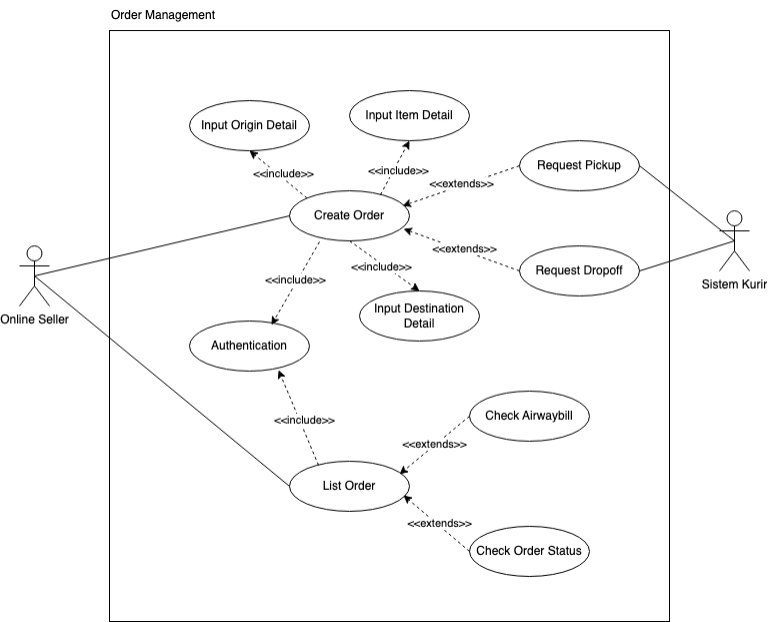 Order Management
Input Item Detail
Input Origin Detail
<<include>>
<<include>>
Request Pickup
<<extends>>
Create Order
<<extends>>
<<include>>
Request Dropoff
<<include>>
Sistem Kurir
Online Seller
Input Destination
Detail
Authentication
Check Airwaybill
<<include>>
<<extends>>
List Order
<<extends>>
Check Order Status